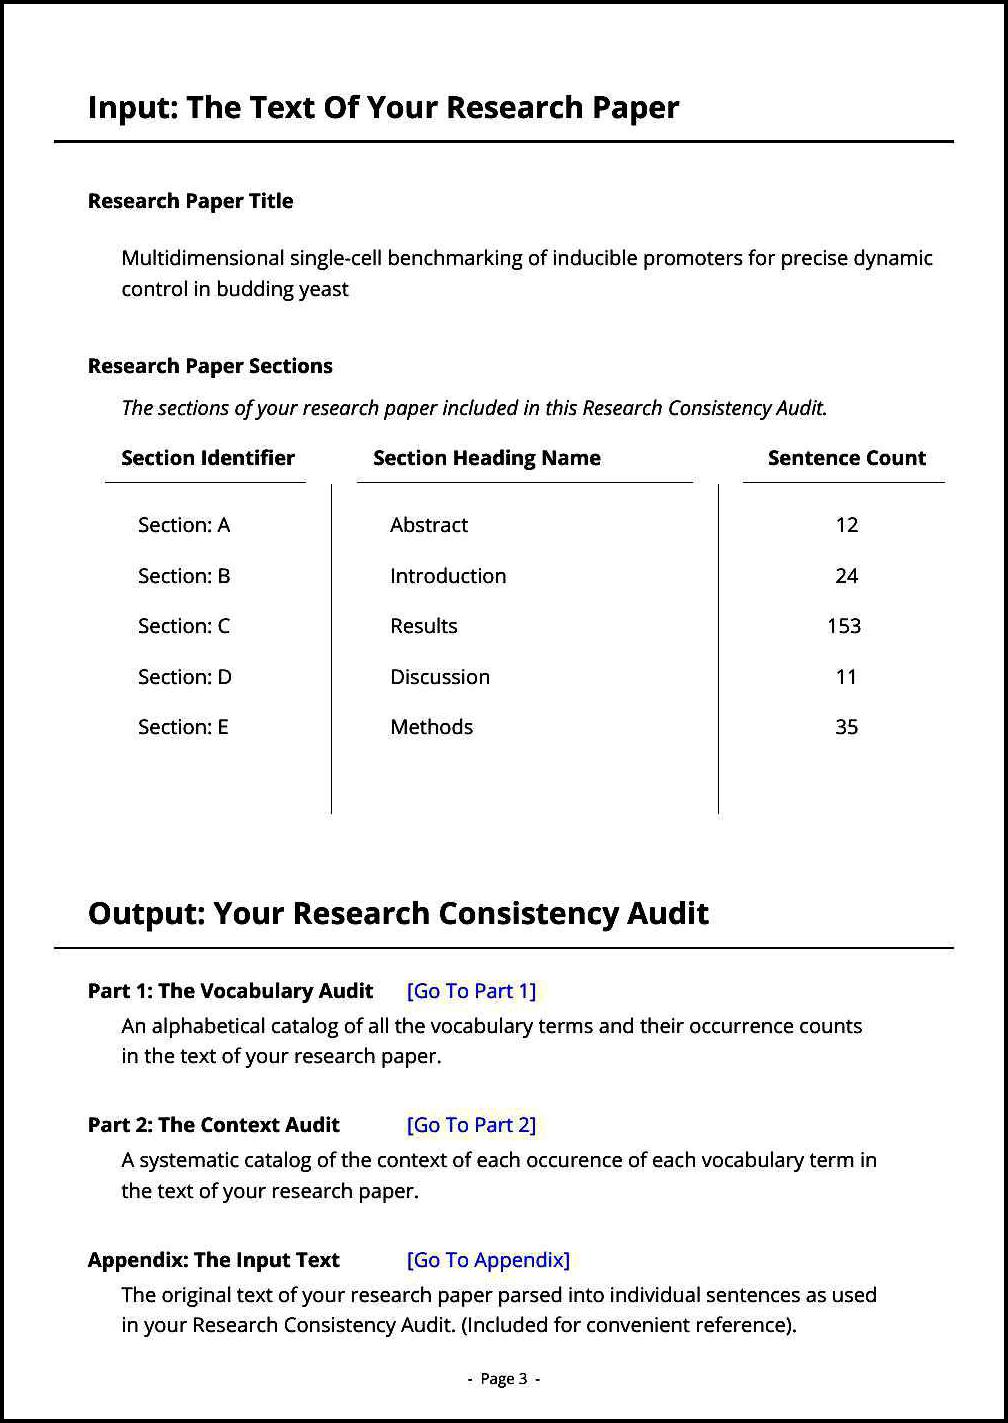 Input: The Text Of Your Research Paper
Research Paper Title
Multidimensional single-cell benchmarking of inducible promoters for precise dynamic
control in budding yeast
Research Paper Sections
The sections of your research paper included in this Research Consistency Audit.
Section Identifier Section Heading Name Sentence Count
Section: A Abstract 12
Section: B Introduction 24
Section: C Results 153
Section: D Discussion 11
Section: E Methods 35
Output: Your Research Consistency Audit
Part 1: The Vocabulary Audit [Go To Part 1]
An alphabetical catalog of all the vocabulary terms and their occurrence counts
in the text of your research paper.
Part 2: The Context Audit [Go To Part 2]
A systematic catalog of the context of each occurence of each vocabulary term in
the text of your research paper.
Appendix: The Input Text [Go To Appendix]
The original text of your research paper parsed into individual sentences as used
in your Research Consistency Audit. (Included for convenient reference).
- Page 3 -